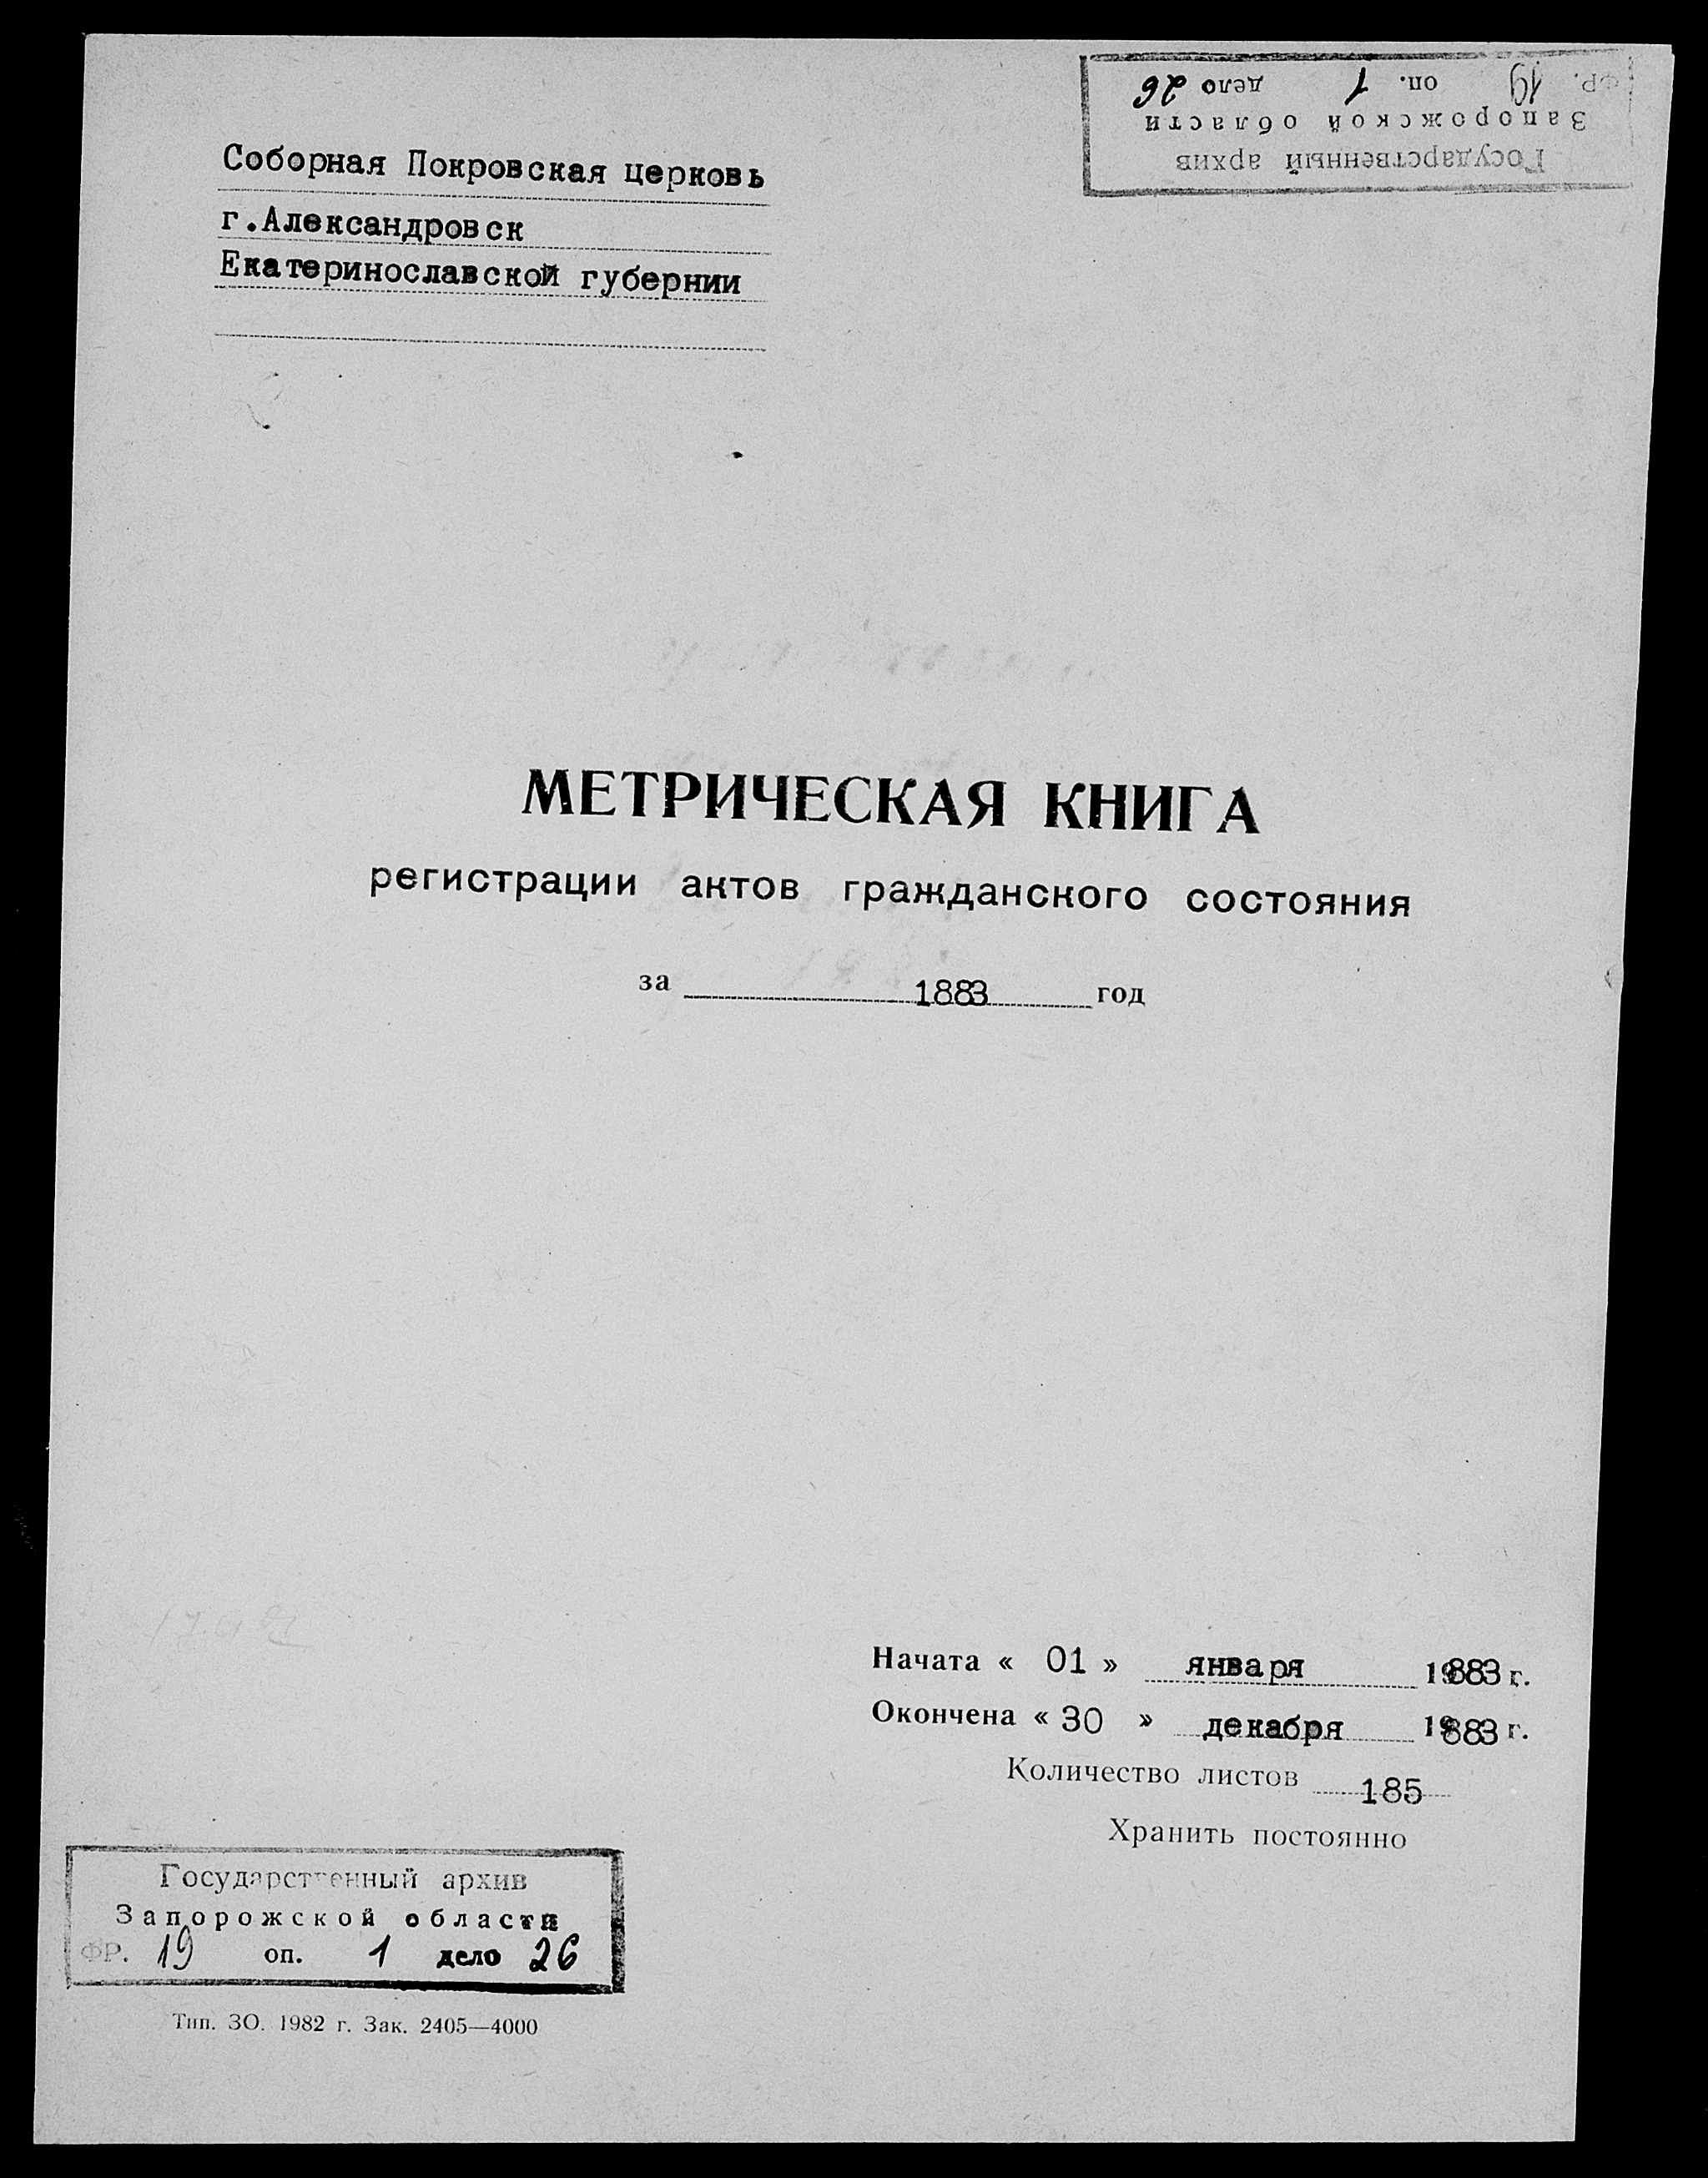 Государственный архив
Запорожской области
ФР. 19 оп. 1 дело 26
Соборная Покровская церковь
г.Александровск
Екатеринославской губернии
МЕТРИЧЕСКАЯ КНИГА
регистрации актов гражданского состояния
за 1883 год
Начата « 01 » января 1883 г.
Окончена « 30 » декабря 1883 г.
Количество листов 185
Хранить постоянно
Государственный архив
Запорожской области
ФР. 19 оп. 1 дело 26
Тип. ЗО. 1982 г. Зак. 2405—4000